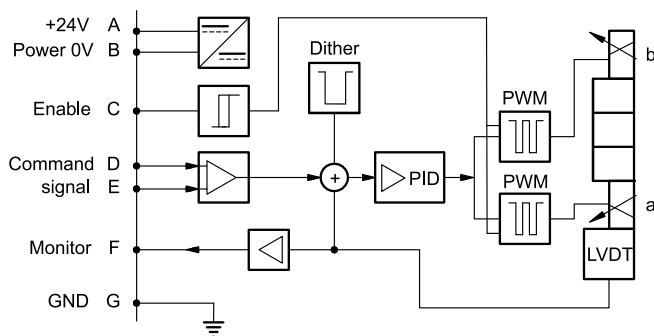 +24V A
Power 0V B
Dither
b
PWM
Enable C
Command D
signal E
+
PID
PWM
a
Monitor F
LVDT
GND G